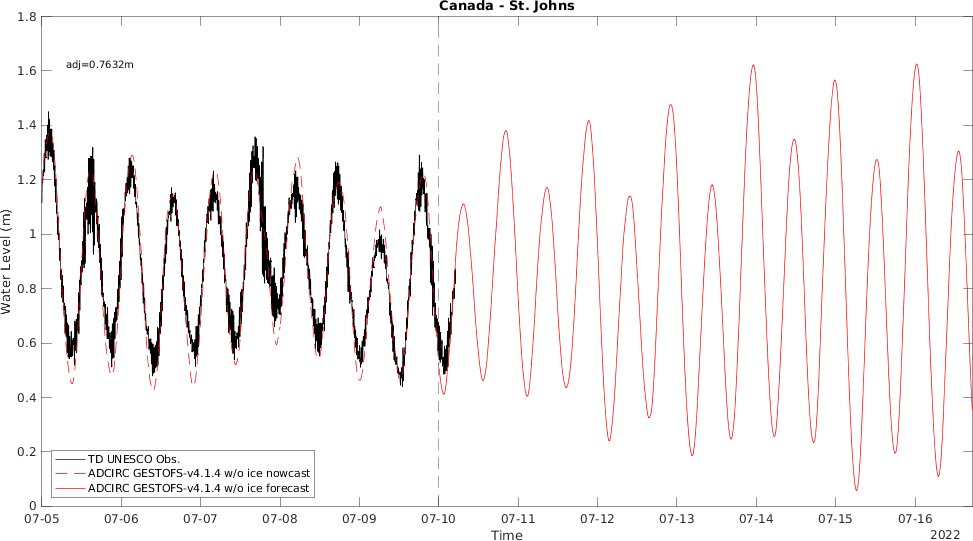 Canada - St. Johns
1.8
1.6
1.4
1.2
1
0.8
0.6
0.4
0.2
0
Water Level (m)
adj=0.7632m
TD UNESCO Obs.
ADCIRC GESTOFS-v4.1.4 w/o ice nowcast
ADCIRC GESTOFS-v4.1.4 w/o ice forecast
07-05 07-06 07-07 07-08 07-09 07-10 07-11 07-12 07-13 07-14 07-15 07-16
Time
2022